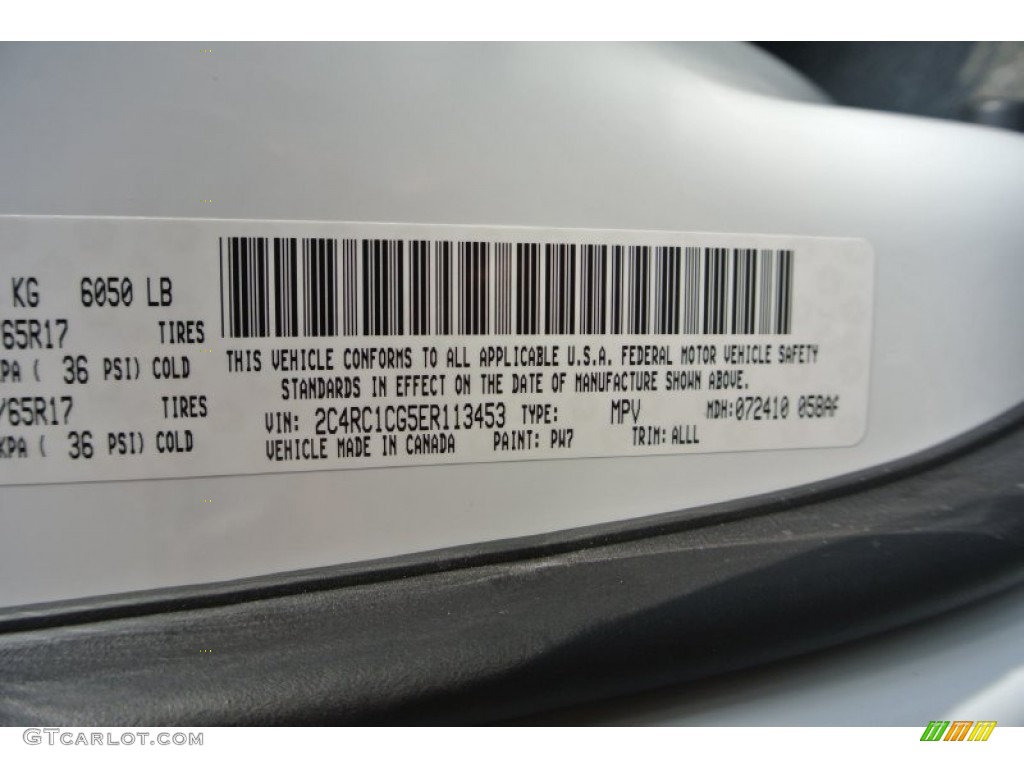 KG 6050 LB
/65R17 TIRES
KPA ( 36 PSI) COLD
/65R17 TIRES
KPA ( 36 PSI) COLD
THIS VEHICLE CONFORMS TO ALL APPLICABLE U.S.A. FEDERAL MOTOR VEHICLE SAFETY
STANDARDS IN EFFECT ON THE DATE OF MANUFACTURE SHOWN ABOVE.
VIN: 2C4RC1CG5ER113453 TYPE: MPV MDH:072410 058AF
VEHICLE MADE IN CANADA PAINT: PW7 TRIM: ALLL
GTcarlot.com